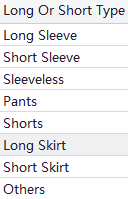 Long Or Short Type
Long Sleeve
Short Sleeve
Sleeveless
Pants
Shorts
Long Skirt
Short Skirt
Others